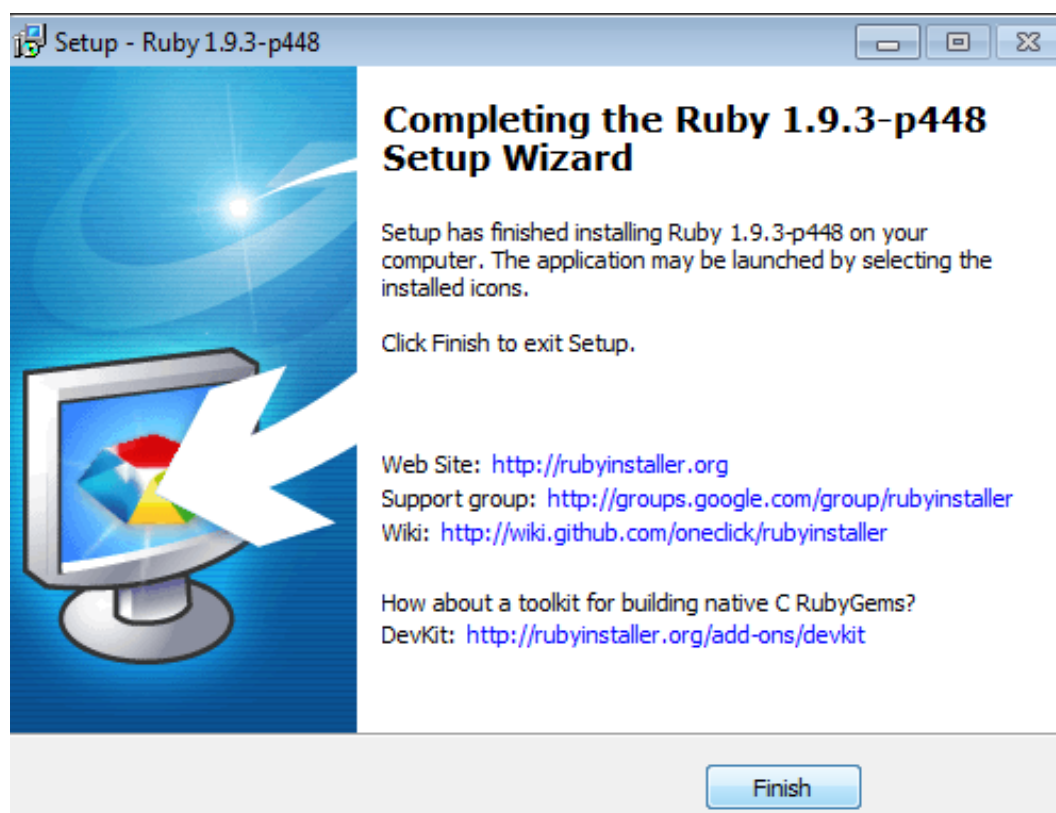 Setup - Ruby 1.9.3-p448
Completing the Ruby 1.9.3-p448
Setup Wizard
Setup has finished installing Ruby 1.9.3-p448 on your
computer. The application may be launched by selecting the
installed icons.
Click Finish to exit Setup.
Web Site: http://rubyinstaller.org
Support group: http://groups.google.com/group/rubyinstaller
Wiki: http://wiki.github.com/oneclick/rubyinstaller
How about a toolkit for building native C RubyGems?
DevKit: http://rubyinstaller.org/add-ons/devkit
Finish